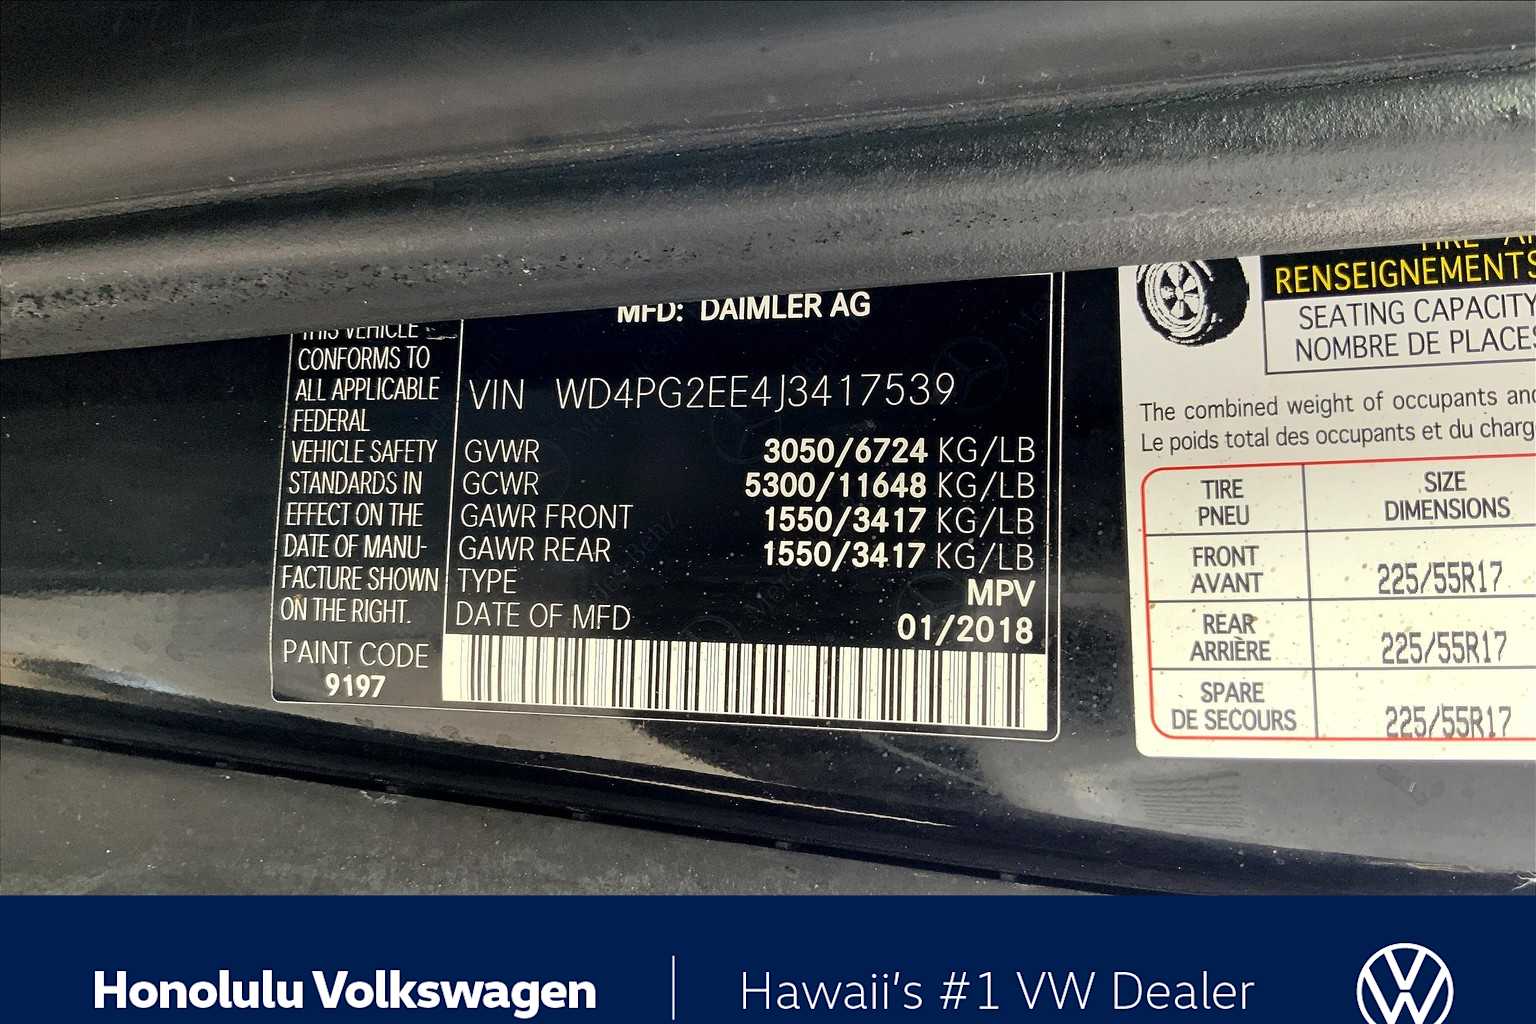 MFD: DAIMLER AG
THIS VEHICLE
CONFORMS TO
ALL APPLICABLE
FEDERAL
VEHICLE SAFETY
STANDARDS IN
EFFECT ON THE
DATE OF MANU-
FACTURE SHOWN
ON THE RIGHT.
PAINT CODE
9197
VIN WD4PG2EE4J3417539
GVWR 3050/6724 KG/LB
GCWR 5300/11648 KG/LB
GAWR FRONT 1550/3417 KG/LB
GAWR REAR 1550/3417 KG/LB
TYPE MPV
DATE OF MFD 01/2018
RENSEIGNEMENTS
SEATING CAPACITY
NOMBRE DE PLACES
The combined weight of occupants and
Le poids total des occupants et du charg
TIRE SIZE
PNEU DIMENSIONS
FRONT
AVANT 225/55R17
REAR
ARRIÈRE 225/55R17
SPARE
DE SECOURS 225/55R17
Honolulu Volkswagen | Hawaii's #1 VW Dealer